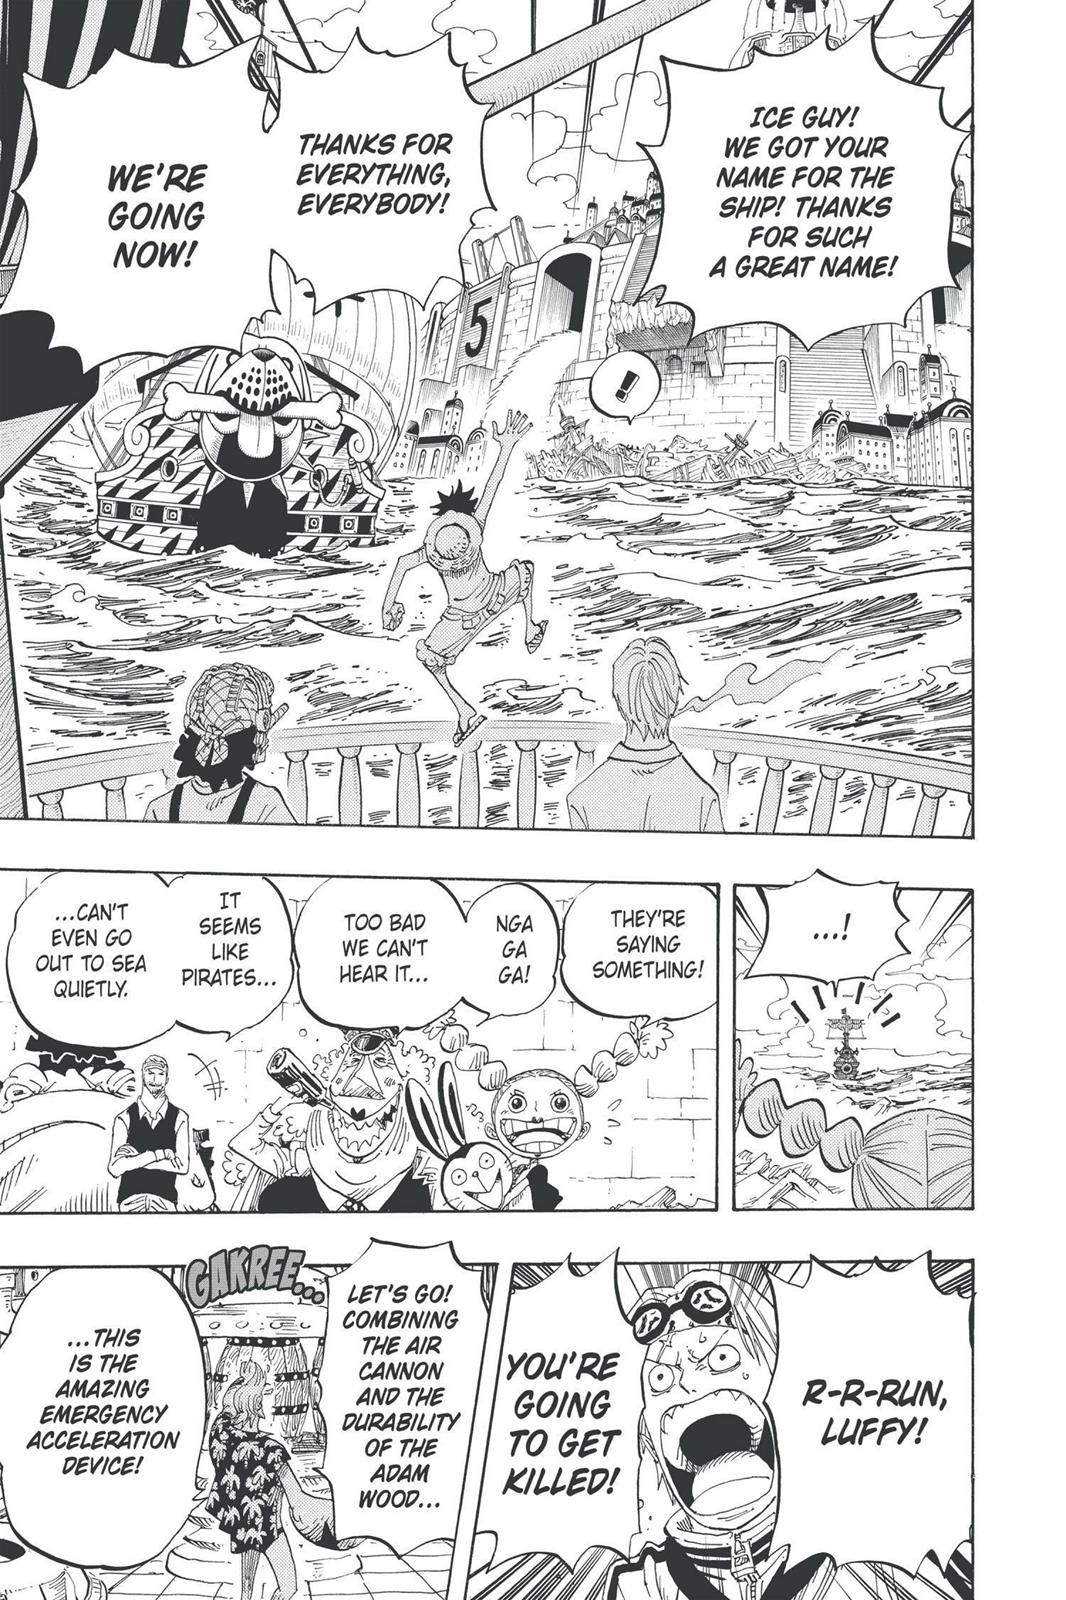 ICE GUY!
WE GOT YOUR
NAME FOR THE
SHIP! THANKS
FOR SUCH
A GREAT NAME!
THANKS FOR
EVERYTHING,
EVERYBODY!
WE'RE
GOING
NOW!
5
!
...!
THEY'RE
SAYING
SOMETHING!
NGA
GA
GA!
TOO BAD
WE CAN'T
HEAR IT...
IT
SEEMS
LIKE
PIRATES...
...CAN'T
EVEN GO
OUT TO SEA
QUIETLY.
R-R-RUN,
LUFFY!
YOU'RE
GOING
TO GET
KILLED!
LET'S GO!
COMBINING
THE AIR
CANNON
AND THE
DURABILITY
OF THE
ADAM
WOOD...
GAKREE...
...THIS
IS THE
AMAZING
EMERGENCY
ACCELERATION
DEVICE!